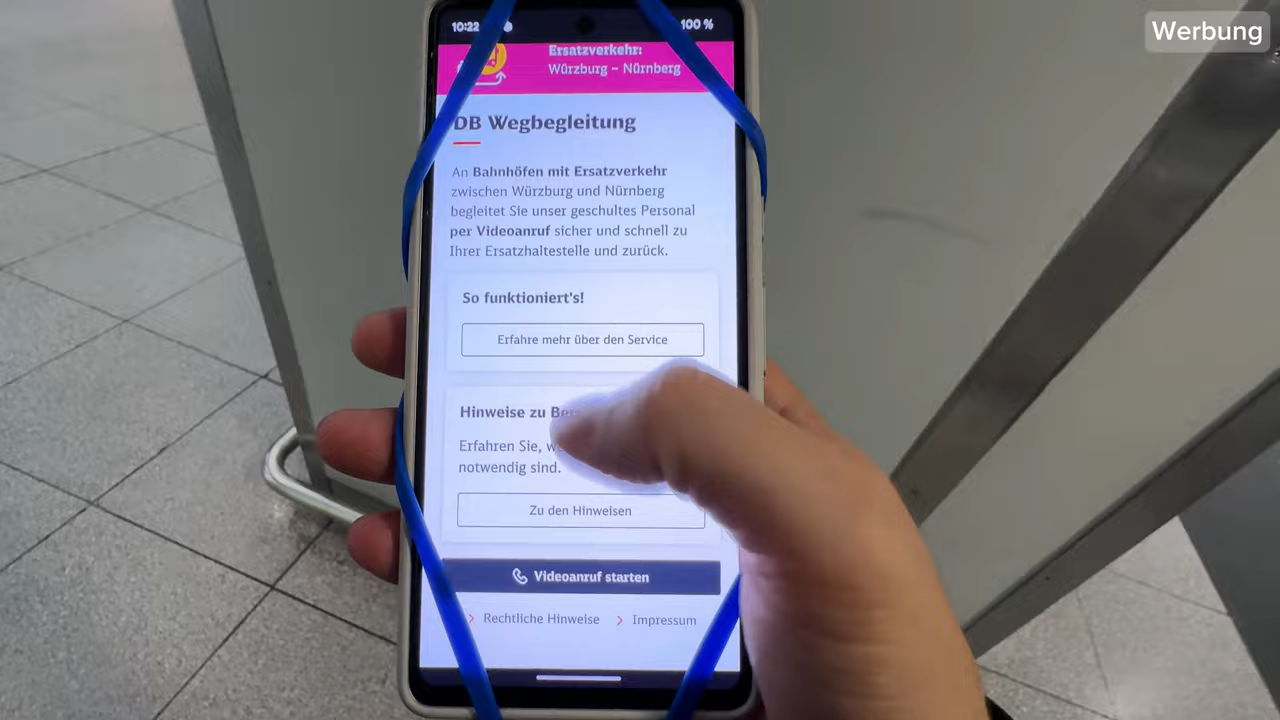 10:22
100 %
Werbung
Ersatzverkehr:
Würzburg – Nürnberg
DB Wegbegleitung
An Bahnhöfen mit Ersatzverkehr
zwischen Würzburg und Nürnberg
begleitet Sie unser geschultes Personal
per Videoanruf sicher und schnell zu
Ihrer Ersatzhaltestelle und zurück.
So funktioniert's!
Erfahre mehr über den Service
Hinweise zu
Erfahren Sie,
notwendig sind.
Zu den Hinweisen
Videoanruf starten
Rechtliche Hinweise
Impressum